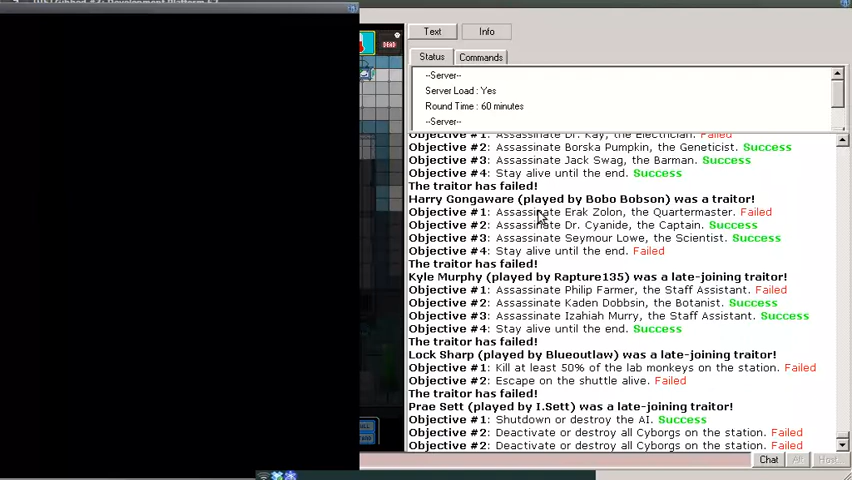 Text
Info
DEAD
Status
Commands
--Server--
Server Load : Yes
Round Time : 60 minutes
--Server--
Objective #1: Assassinate Dr. Kay, the Electrician. Failed
Objective #2: Assassinate Borska Pumpkin, the Geneticist. Success
Objective #3: Assassinate Jack Swag, the Barman. Success
Objective #4: Stay alive until the end. Success
The traitor has failed!
Harry Gongaware (played by Bobo Bobson) was a traitor!
Objective #1: Assassinate Erak Zolon, the Quartermaster. Failed
Objective #2: Assassinate Dr. Cyanide, the Captain. Success
Objective #3: Assassinate Seymour Lowe, the Scientist. Success
Objective #4: Stay alive until the end. Failed
The traitor has failed!
Kyle Murphy (played by Rapture135) was a late-joining traitor!
Objective #1: Assassinate Philip Farmer, the Staff Assistant. Failed
Objective #2: Assassinate Kaden Dobbsin, the Botanist. Success
Objective #3: Assassinate Izahiah Murry, the Staff Assistant. Success
Objective #4: Stay alive until the end. Success
The traitor has failed!
Lock Sharp (played by Blueoutlaw) was a late-joining traitor!
Objective #1: Kill at least 50% of the lab monkeys on the station. Failed
Objective #2: Escape on the shuttle alive. Failed
The traitor has failed!
Prae Sett (played by I.Sett) was a late-joining traitor!
Objective #1: Shutdown or destroy the AI. Success
Objective #2: Deactivate or destroy all Cyborgs on the station. Failed
Objective #2: Deactivate or destroy all Cyborgs on the station. Failed
Chat
Alt
Host...